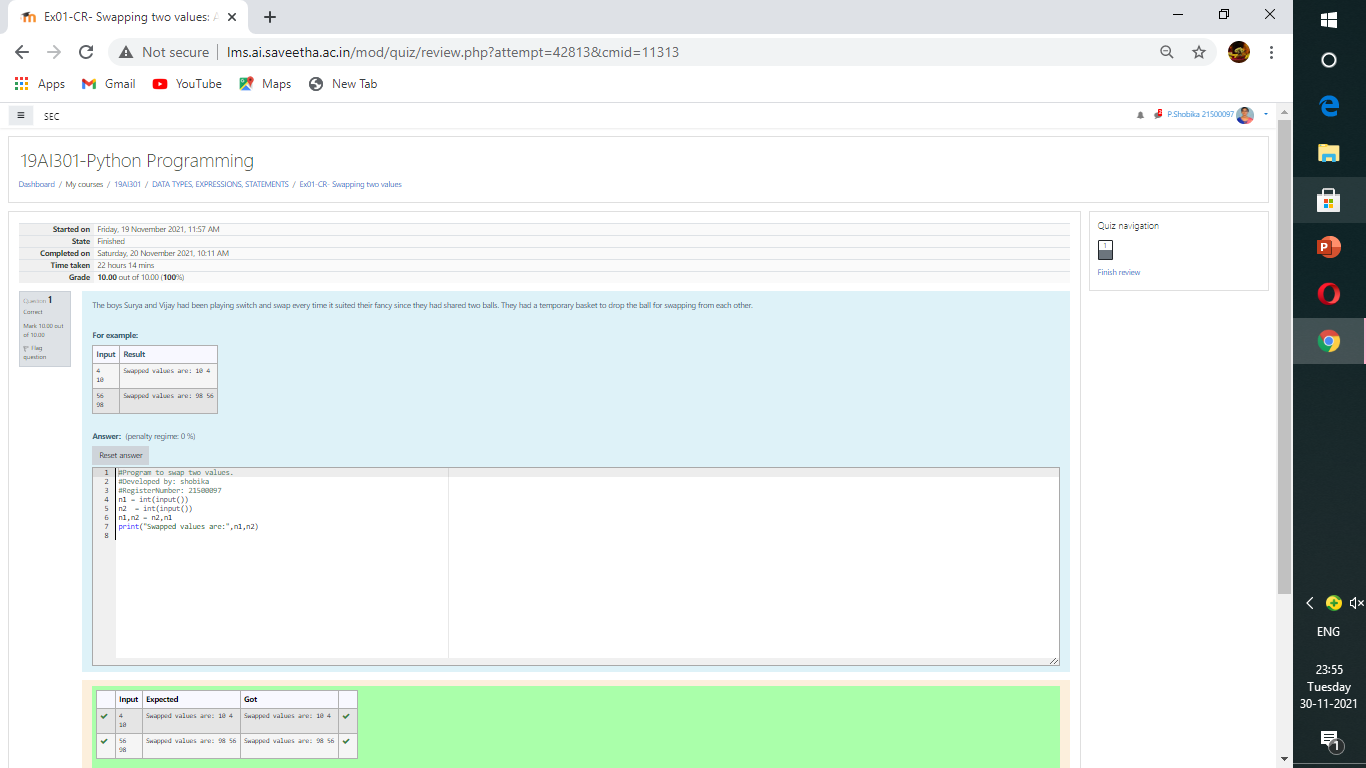 Ex01-CR- Swapping two values: A
Not secure lms.ai.saveetha.ac.in/mod/quiz/review.php?attempt=42813&cmid=11313
Apps Gmail YouTube Maps New Tab
SEC
P.Shobika 21500097
19AI301-Python Programming
Dashboard / My courses / 19AI301 / DATA TYPES, EXPRESSIONS, STATEMENTS / Ex01-CR- Swapping two values
Started on Friday, 19 November 2021, 11:57 AM
State Finished
Completed on Saturday, 20 November 2021, 10:11 AM
Time taken 22 hours 14 mins
Grade 10.00 out of 10.00 (100%)
Quiz navigation
1
Finish review
Question 1
Correct
Mark 10.00 out
of 10.00
Flag
question
The boys Surya and Vijay had been playing switch and swap every time it suited their fancy since they had shared two balls. They had a temporary basket to drop the ball for swapping from each other.
For example:
Input Result
4 Swapped values are: 10 4
10
56 Swapped values are: 98 56
98
Answer: (penalty regime: 0 %)
Reset answer
1 #Program to swap two values.
2 #Developed by: shobika
3 #RegisterNumber: 21500097
4 n1 = int(input())
5 n2  = int(input())
6 n1,n2 = n2,n1
7 print("Swapped values are:",n1,n2)
8
Input Expected Got
4 Swapped values are: 10 4 Swapped values are: 10 4
10
56 Swapped values are: 98 56 Swapped values are: 98 56
98
P
ENG
23:55
Tuesday
30-11-2021
1